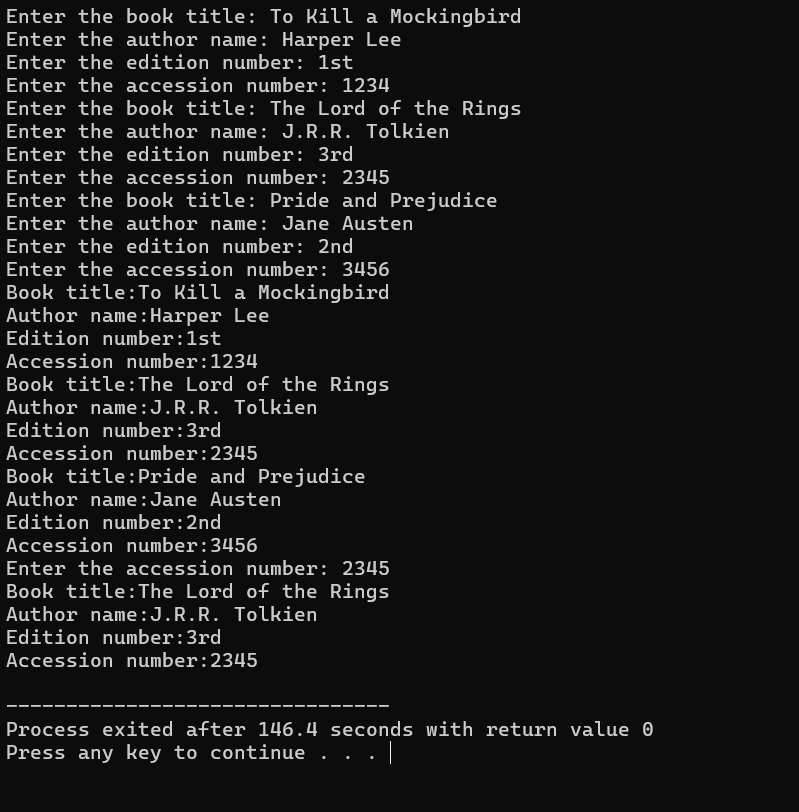 Enter the book title: To Kill a Mockingbird
Enter the author name: Harper Lee
Enter the edition number: 1st
Enter the accession number: 1234
Enter the book title: The Lord of the Rings
Enter the author name: J.R.R. Tolkien
Enter the edition number: 3rd
Enter the accession number: 2345
Enter the book title: Pride and Prejudice
Enter the author name: Jane Austen
Enter the edition number: 2nd
Enter the accession number: 3456
Book title:To Kill a Mockingbird
Author name:Harper Lee
Edition number:1st
Accession number:1234
Book title:The Lord of the Rings
Author name:J.R.R. Tolkien
Edition number:3rd
Accession number:2345
Book title:Pride and Prejudice
Author name:Jane Austen
Edition number:2nd
Accession number:3456
Enter the accession number: 2345
Book title:The Lord of the Rings
Author name:J.R.R. Tolkien
Edition number:3rd
Accession number:2345

--------------------------------
Process exited after 146.4 seconds with return value 0
Press any key to continue . . .